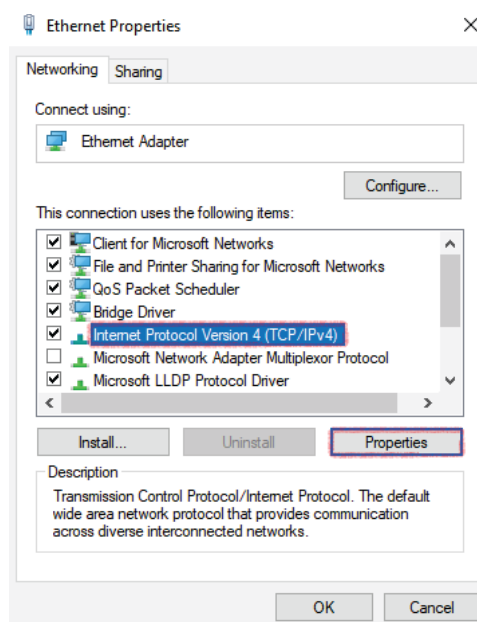 Ethernet Properties
Networking Sharing
Connect using:
Ethernet Adapter
Configure...
This connection uses the following items:
Client for Microsoft Networks
File and Printer Sharing for Microsoft Networks
QoS Packet Scheduler
Bridge Driver
Internet Protocol Version 4 (TCP/IPv4)
Microsoft Network Adapter Multiplexor Protocol
Microsoft LLDP Protocol Driver
Install... Uninstall Properties
Description
Transmission Control Protocol/Internet Protocol. The default
wide area network protocol that provides communication
across diverse interconnected networks.
OK Cancel